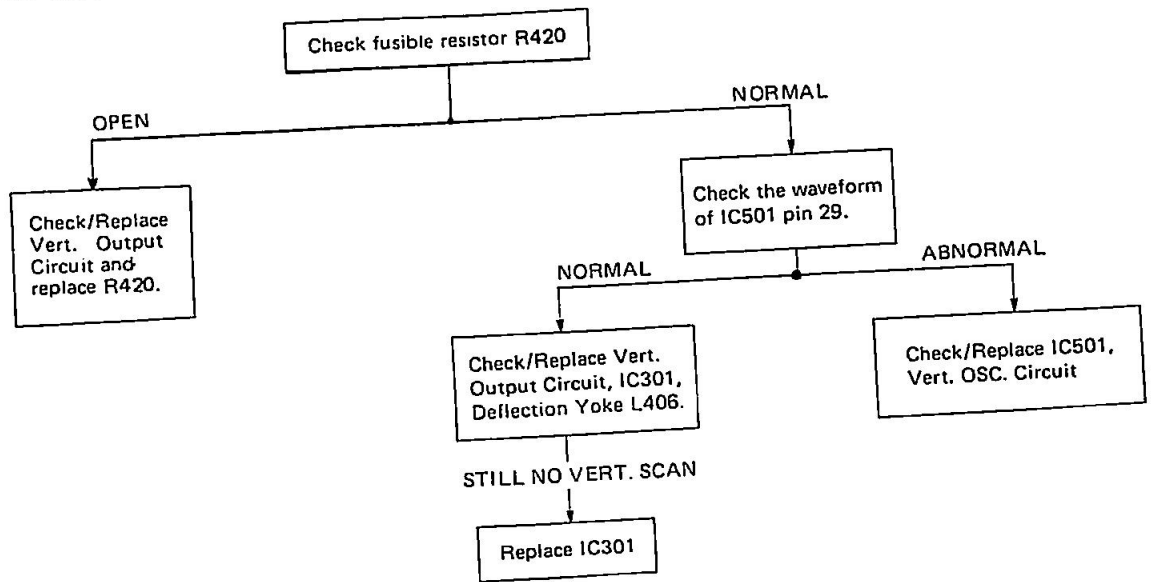 Check fusible resistor R420
OPEN
NORMAL
Check/Replace
Vert. Output
Circuit and
replace R420.
Check the waveform
of IC501 pin 29.
NORMAL
ABNORMAL
Check/Replace Vert.
Output Circuit, IC301,
Deflection Yoke L406.
Check/Replace IC501,
Vert. OSC. Circuit
STILL NO VERT. SCAN
Replace IC301